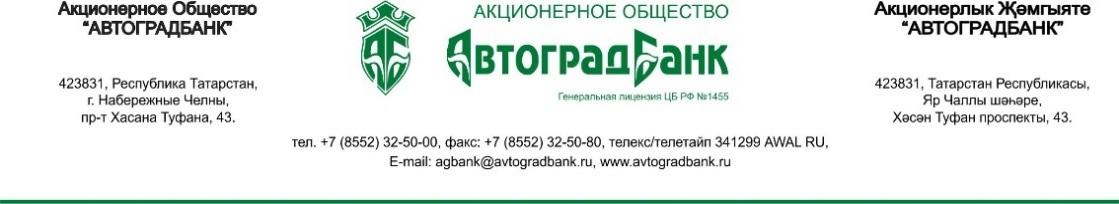 Акционерное Общество
“АВТОГРАДБАНК”
423831, Республика Татарстан,
г. Набережные Челны,
пр-т Хасана Туфана, 43.
АКЦИОНЕРНОЕ ОБЩЕСТВО
АВТОГРАДБАНК
Генеральная лицензия ЦБ РФ №1455
Акционерлык Җәмгыяте
“АВТОГРАДБАНК”
423831, Татарстан Республикасы,
Яр Чаллы шәһәре,
Хәсән Туфан проспекты, 43.
тел. +7 (8552) 32-50-00, факс: +7 (8552) 32-50-80, телекс/телетайп 341299 AWAL RU,
E-mail: agbank@avtogradbank.ru, www.avtogradbank.ru